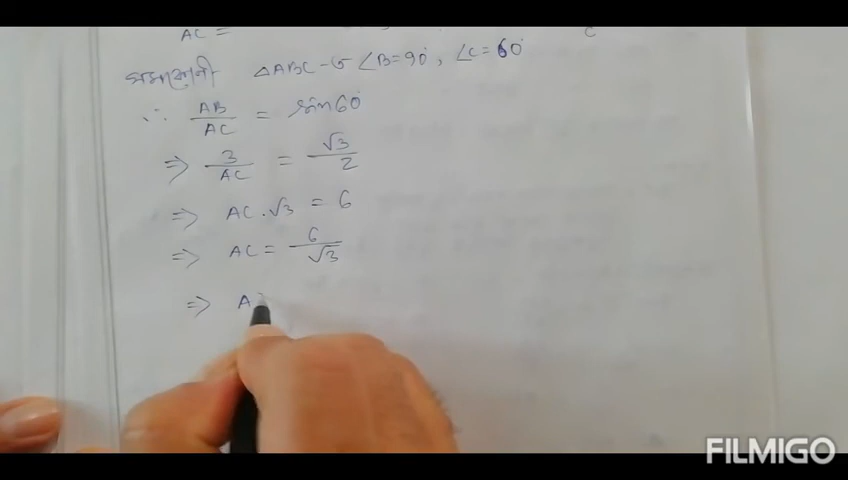 AC =
C
সমকোণী △ABC-এ ∠B=90°, ∠C=60°
∴ AB/AC = sin60°
⇒ 3/AC = √3/2
⇒ AC.√3 = 6
⇒ AC = 6/√3
⇒ A
FILMIGO